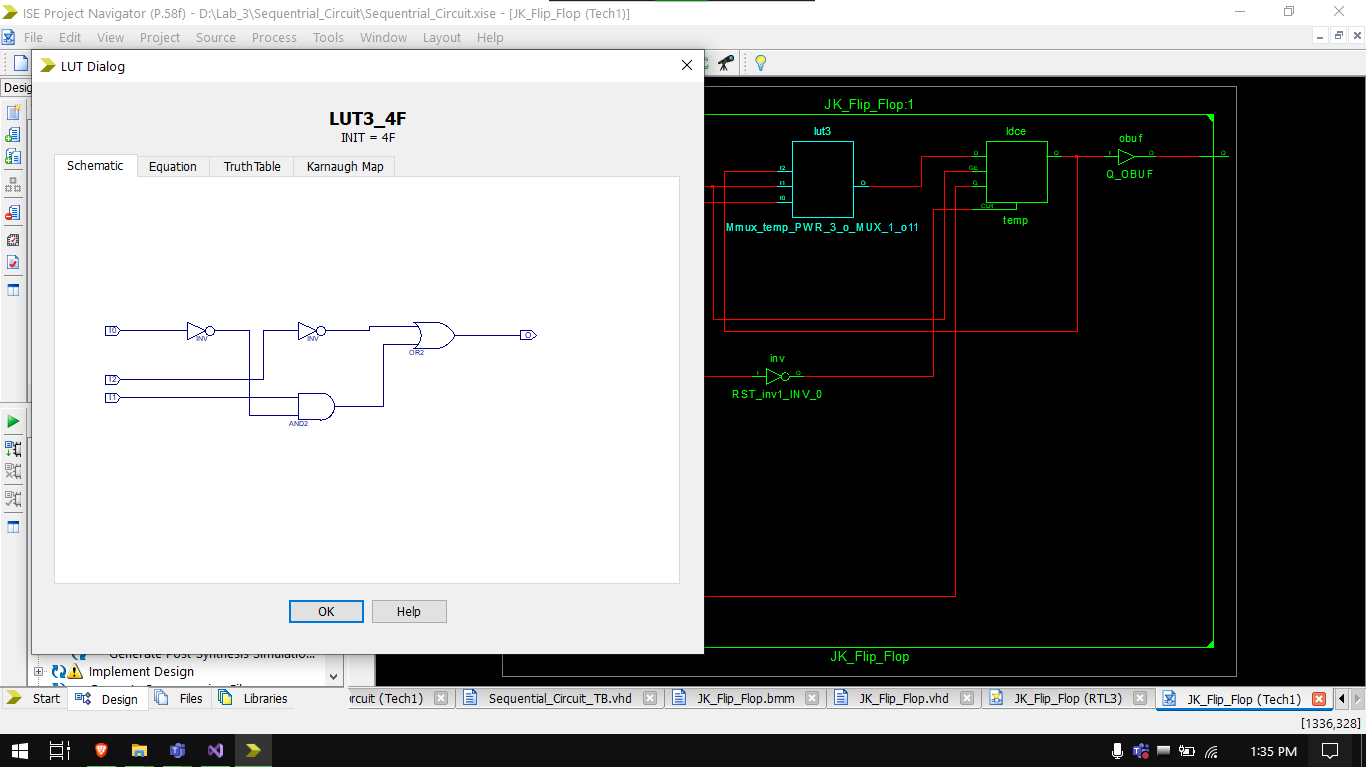 ISE Project Navigator (P.58f) - D:\Lab_3\Sequentrial_Circuit\Sequentrial_Circuit.xise - [JK_Flip_Flop (Tech1)]
File Edit View Project Source Process Tools Window Layout Help
LUT Dialog
Desig
LUT3_4F
INIT = 4F
Schematic Equation TruthTable Karnaugh Map
I0
INV
INV
OR2
O
I2
I1
AND2
OK Help
JK_Flip_Flop:1
lut3
I2
I1
I0
O
Mmux_temp_PWR_3_o_MUX_1_o11
ldce
D
GE
G
CLR
O
temp
obuf
I
O
O
Q_OBUF
inv
I
O
RST_inv1_INV_0
JK_Flip_Flop
Generate Post-Synthesis Simulatio...
Implement Design
Start Design Files Libraries
rcuit (Tech1) Sequential_Circuit_TB.vhd JK_Flip_Flop.bmm JK_Flip_Flop.vhd JK_Flip_Flop (RTL3) JK_Flip_Flop (Tech1)
[1336,328]
1:35 PM